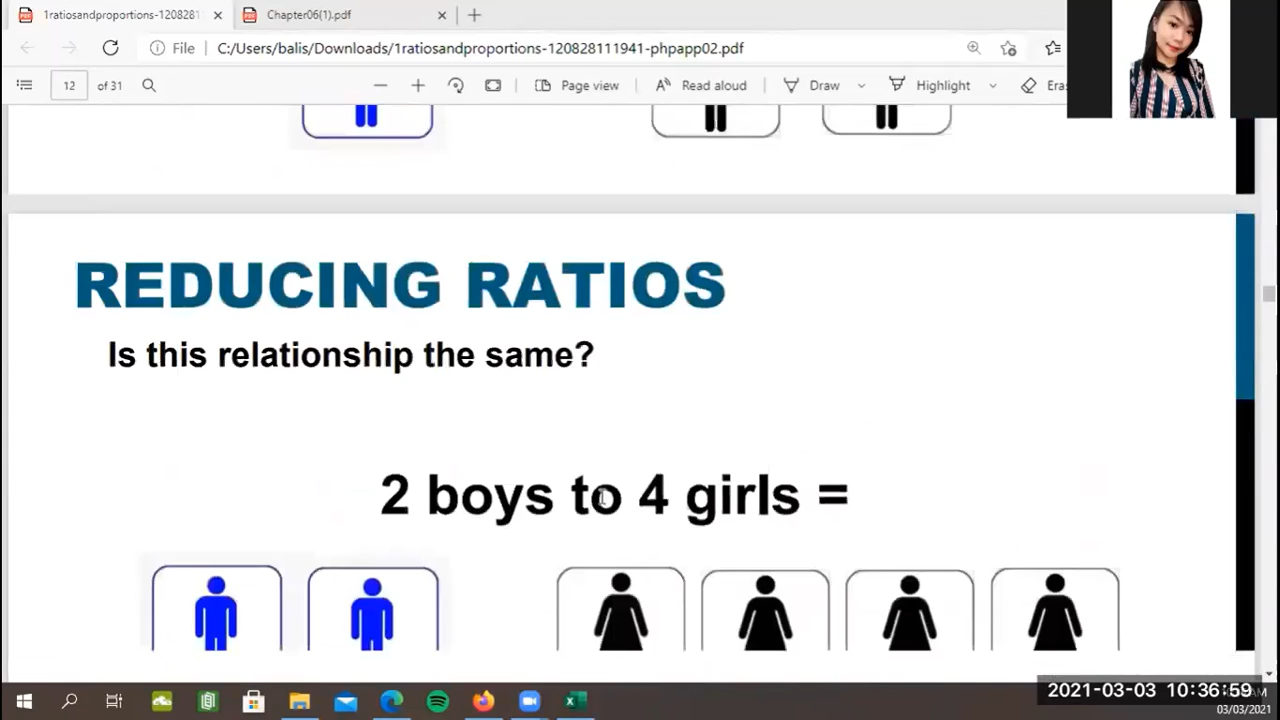 1ratiosandproportions-1208281
Chapter06(1).pdf
File
C:/Users/balis/Downloads/1ratiosandproportions-120828111941-phpapp02.pdf
12
of 31
Page view
Read aloud
Draw
Highlight
REDUCING RATIOS
Is this relationship the same?
2 boys to 4 girls =
2021-03-03 10:36:59
03/03/2021